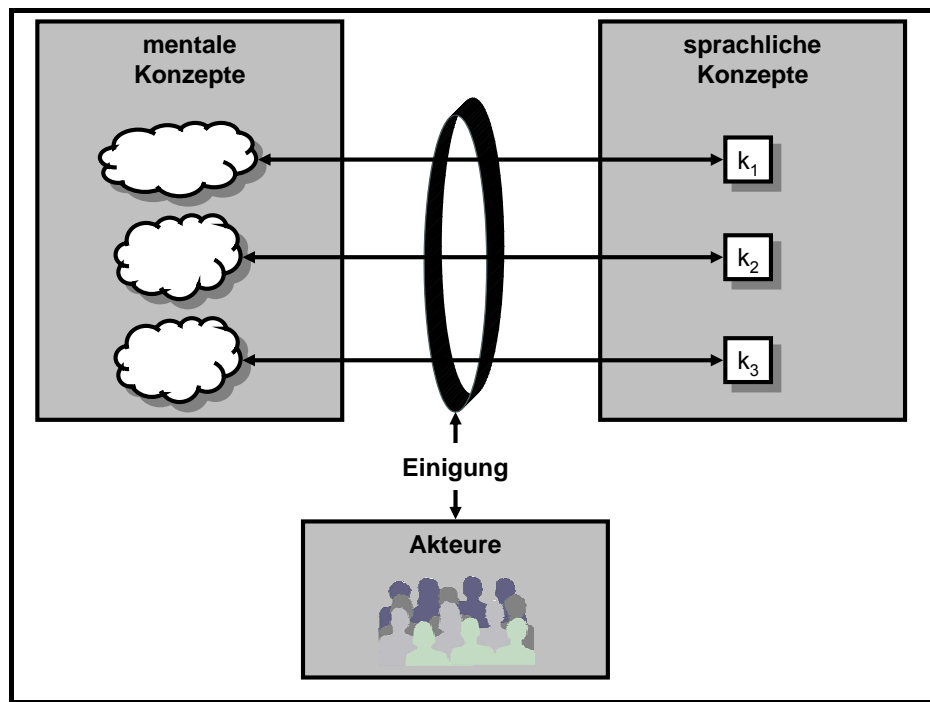 mentale
Konzepte
sprachliche
Konzepte
k₁
k₂
k₃
Einigung
Akteure